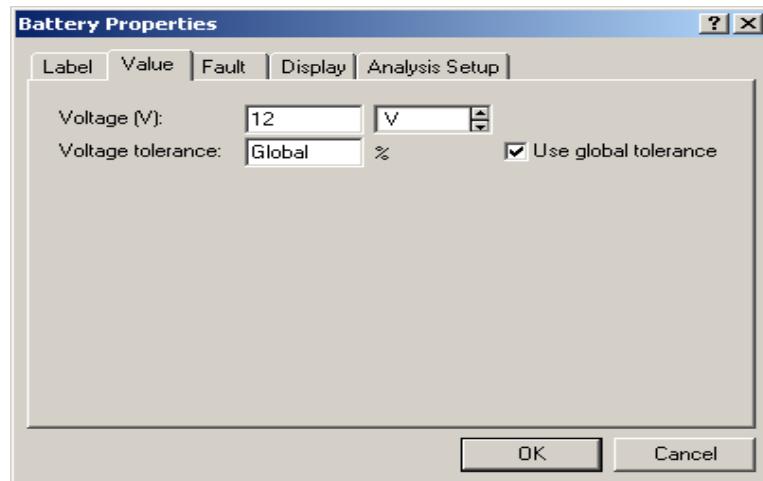 Battery Properties
Label Value Fault Display Analysis Setup
Voltage (V): 12 V
Voltage tolerance: Global % Use global tolerance
OK Cancel